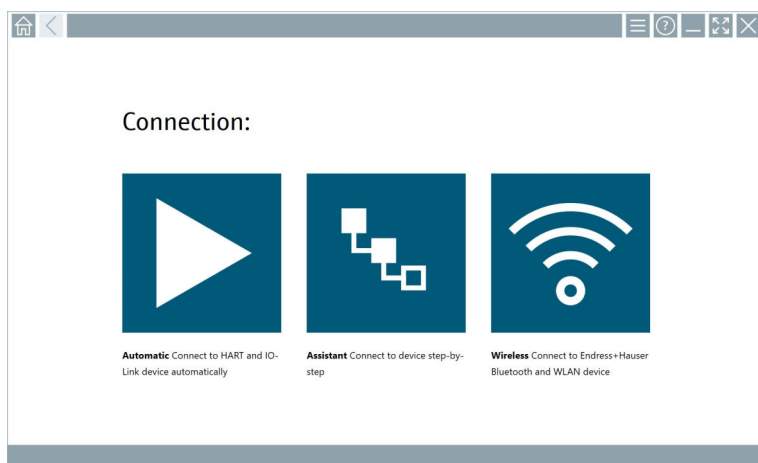 Connection:
Automatic Connect to HART and IO-
Link device automatically
Assistant Connect to device step-by-
step
Wireless Connect to Endress+Hauser
Bluetooth and WLAN device